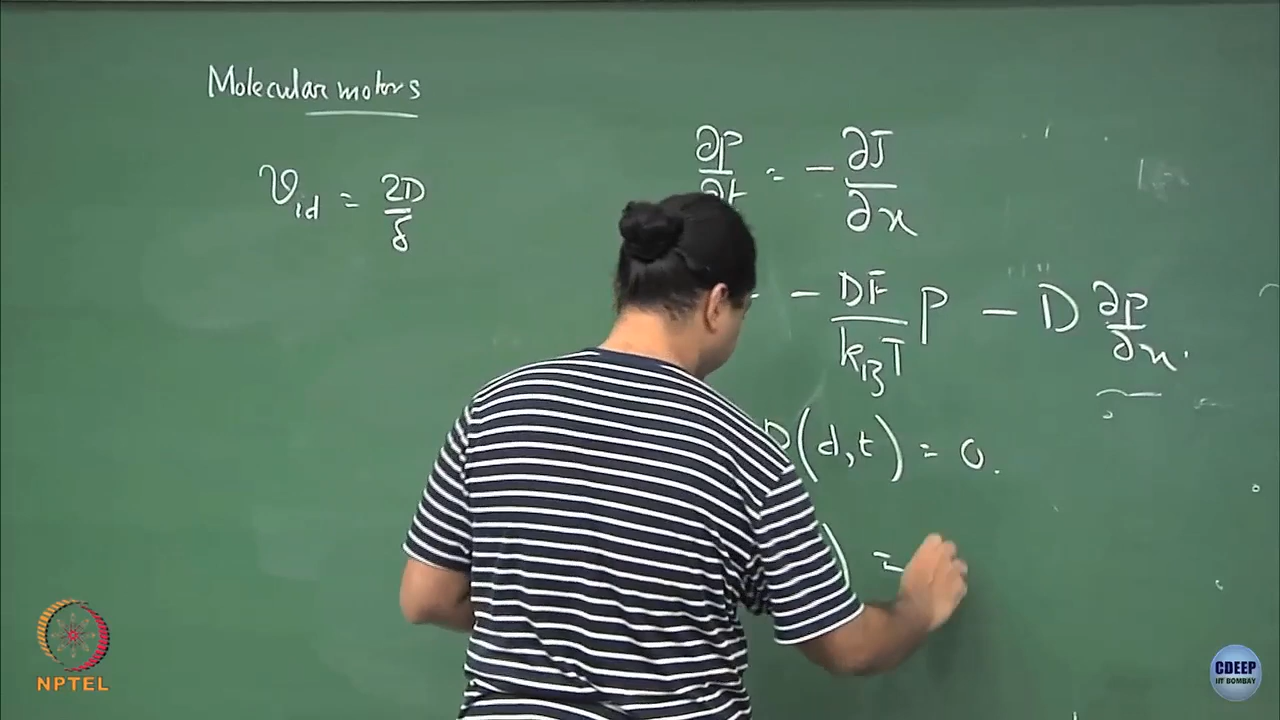 Molecular motors
∂P/∂t = - ∂J/∂x
v_id = 2D/δ
- DF/k_BT P - D ∂P/∂x.
P(d,t) = 0.
) =
NPTEL
CDEEP
IIT BOMBAY